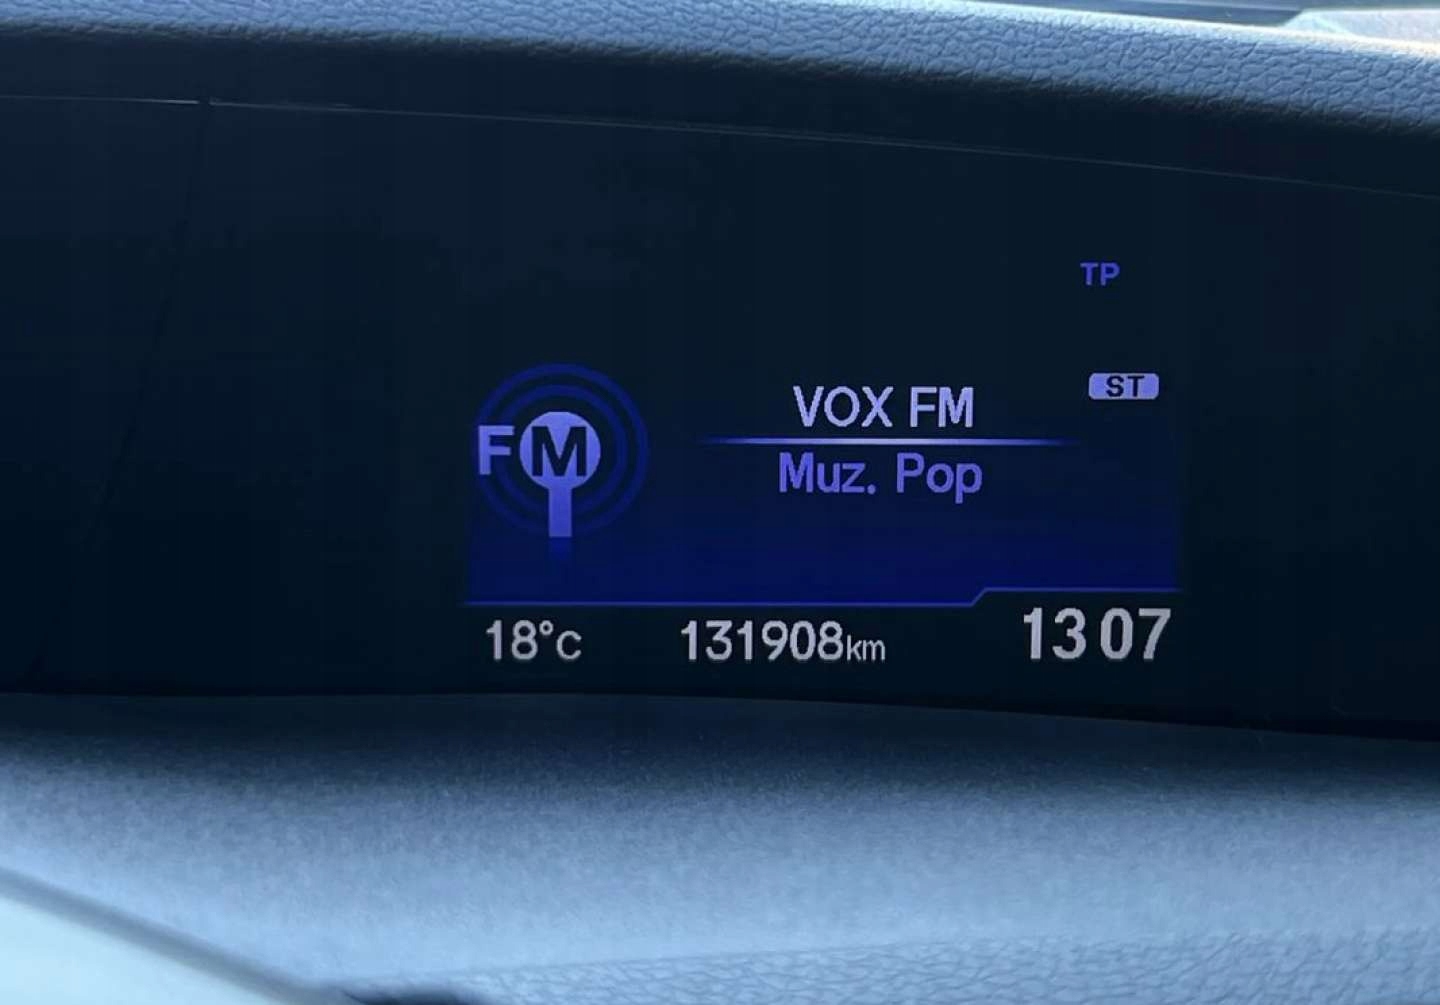 TP
ST
FM
VOX FM
Muz. Pop
18°C
131908km
13 07